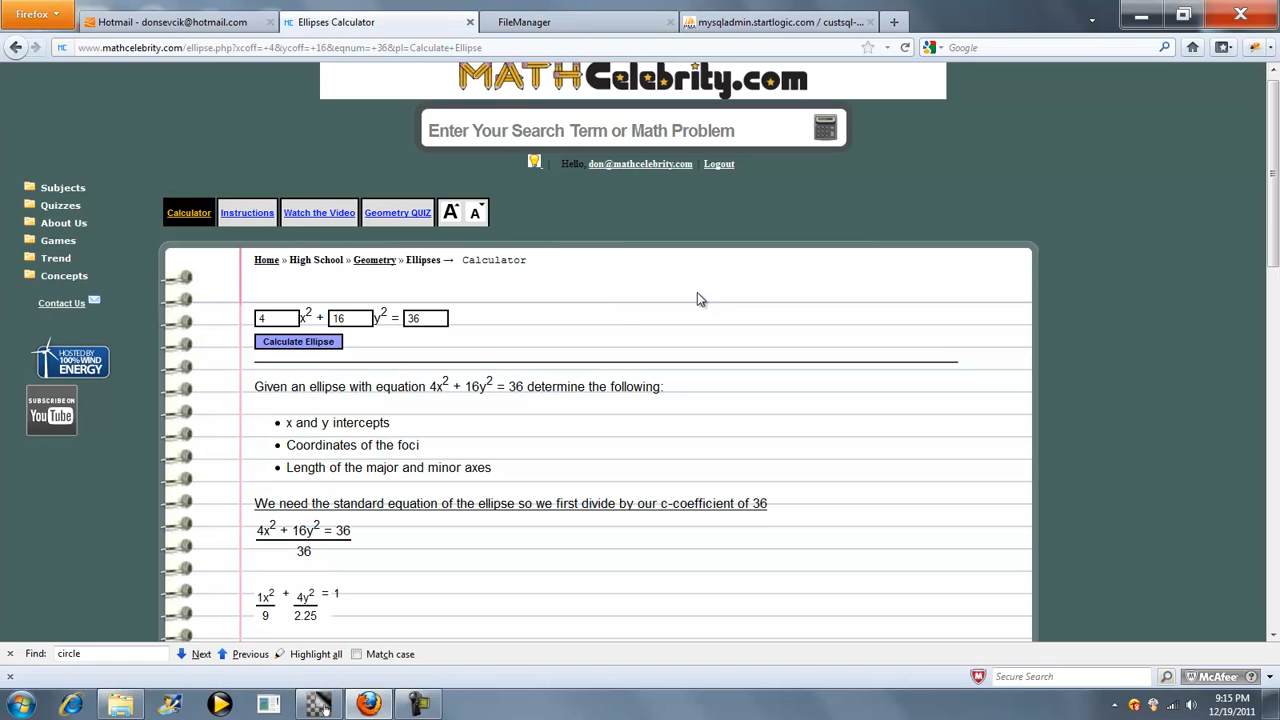 Firefox
Hotmail - donsevcik@hotmail.com
Ellipses Calculator
FileManager
mysqladmin.startlogic.com / custsql-...
www.mathcelebrity.com/ellipse.php?xcoff=+4&ycoff=+16&eqnum=+36&pl=Calculate+Ellipse
Google
MATHCelebrity.com
Enter Your Search Term or Math Problem
| Hello, don@mathcelebrity.com | Logout
Subjects
Quizzes
About Us
Games
Trend
Concepts
Contact Us
HOSTED BY
100% WIND
ENERGY
SUBSCRIBE ON
YouTube
Calculator
Instructions
Watch the Video
Geometry QUIZ
A A
Home » High School » Geometry » Ellipses → Calculator
4 x² + 16 y² = 36
Calculate Ellipse
Given an ellipse with equation 4x² + 16y² = 36 determine the following:
• x and y intercepts
• Coordinates of the foci
• Length of the major and minor axes
We need the standard equation of the ellipse so we first divide by our c-coefficient of 36
4x² + 16y² = 36
36
1x² + 4y² = 1
9 2.25
Find: circle Next Previous Highlight all Match case
Secure Search McAfee
9:15 PM
12/19/2011